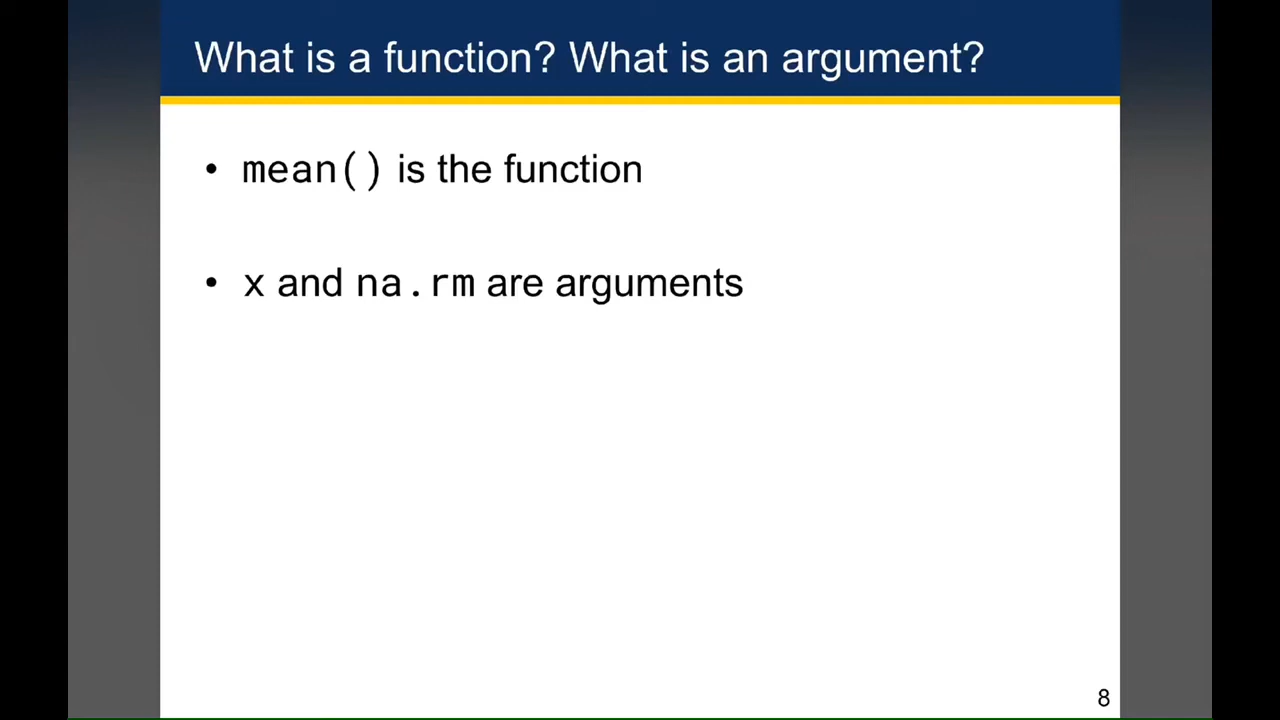 What is a function? What is an argument?
• mean() is the function
• x and na.rm are arguments
8